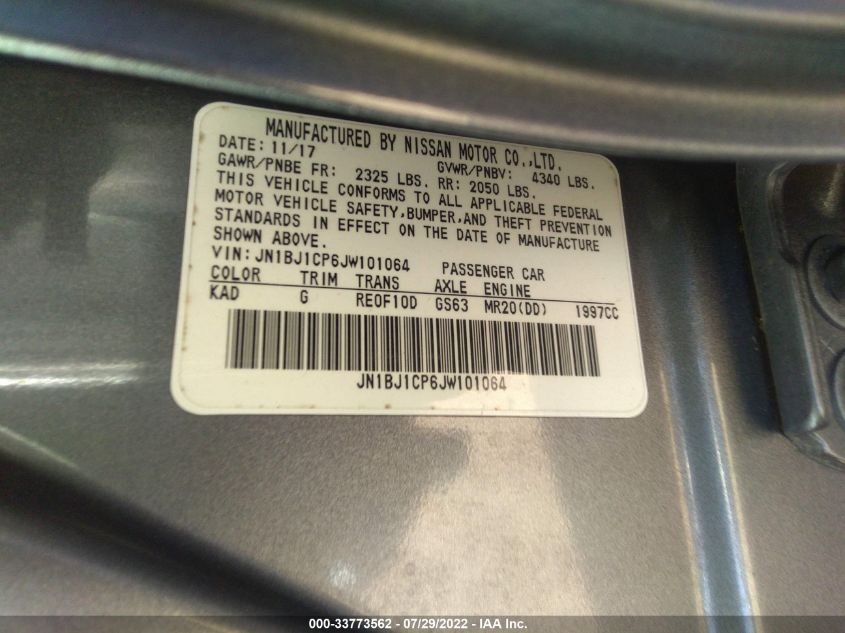 MANUFACTURED BY NISSAN MOTOR CO.,LTD.
DATE: 11/17 GVWR/PNBV: 4340 LBS.
GAWR/PNBE FR: 2325 LBS. RR: 2050 LBS.
THIS VEHICLE CONFORMS TO ALL APPLICABLE FEDERAL
MOTOR VEHICLE SAFETY,BUMPER,AND THEFT PREVENTION
STANDARDS IN EFFECT ON THE DATE OF MANUFACTURE
SHOWN ABOVE.
VIN: JN1BJ1CP6JW101064 PASSENGER CAR
COLOR TRIM TRANS AXLE ENGINE
KAD G RE0F10D GS63 MR20(DD) 1997CC
JN1BJ1CP6JW101064
000-33773562 - 07/29/2022 - IAA Inc.